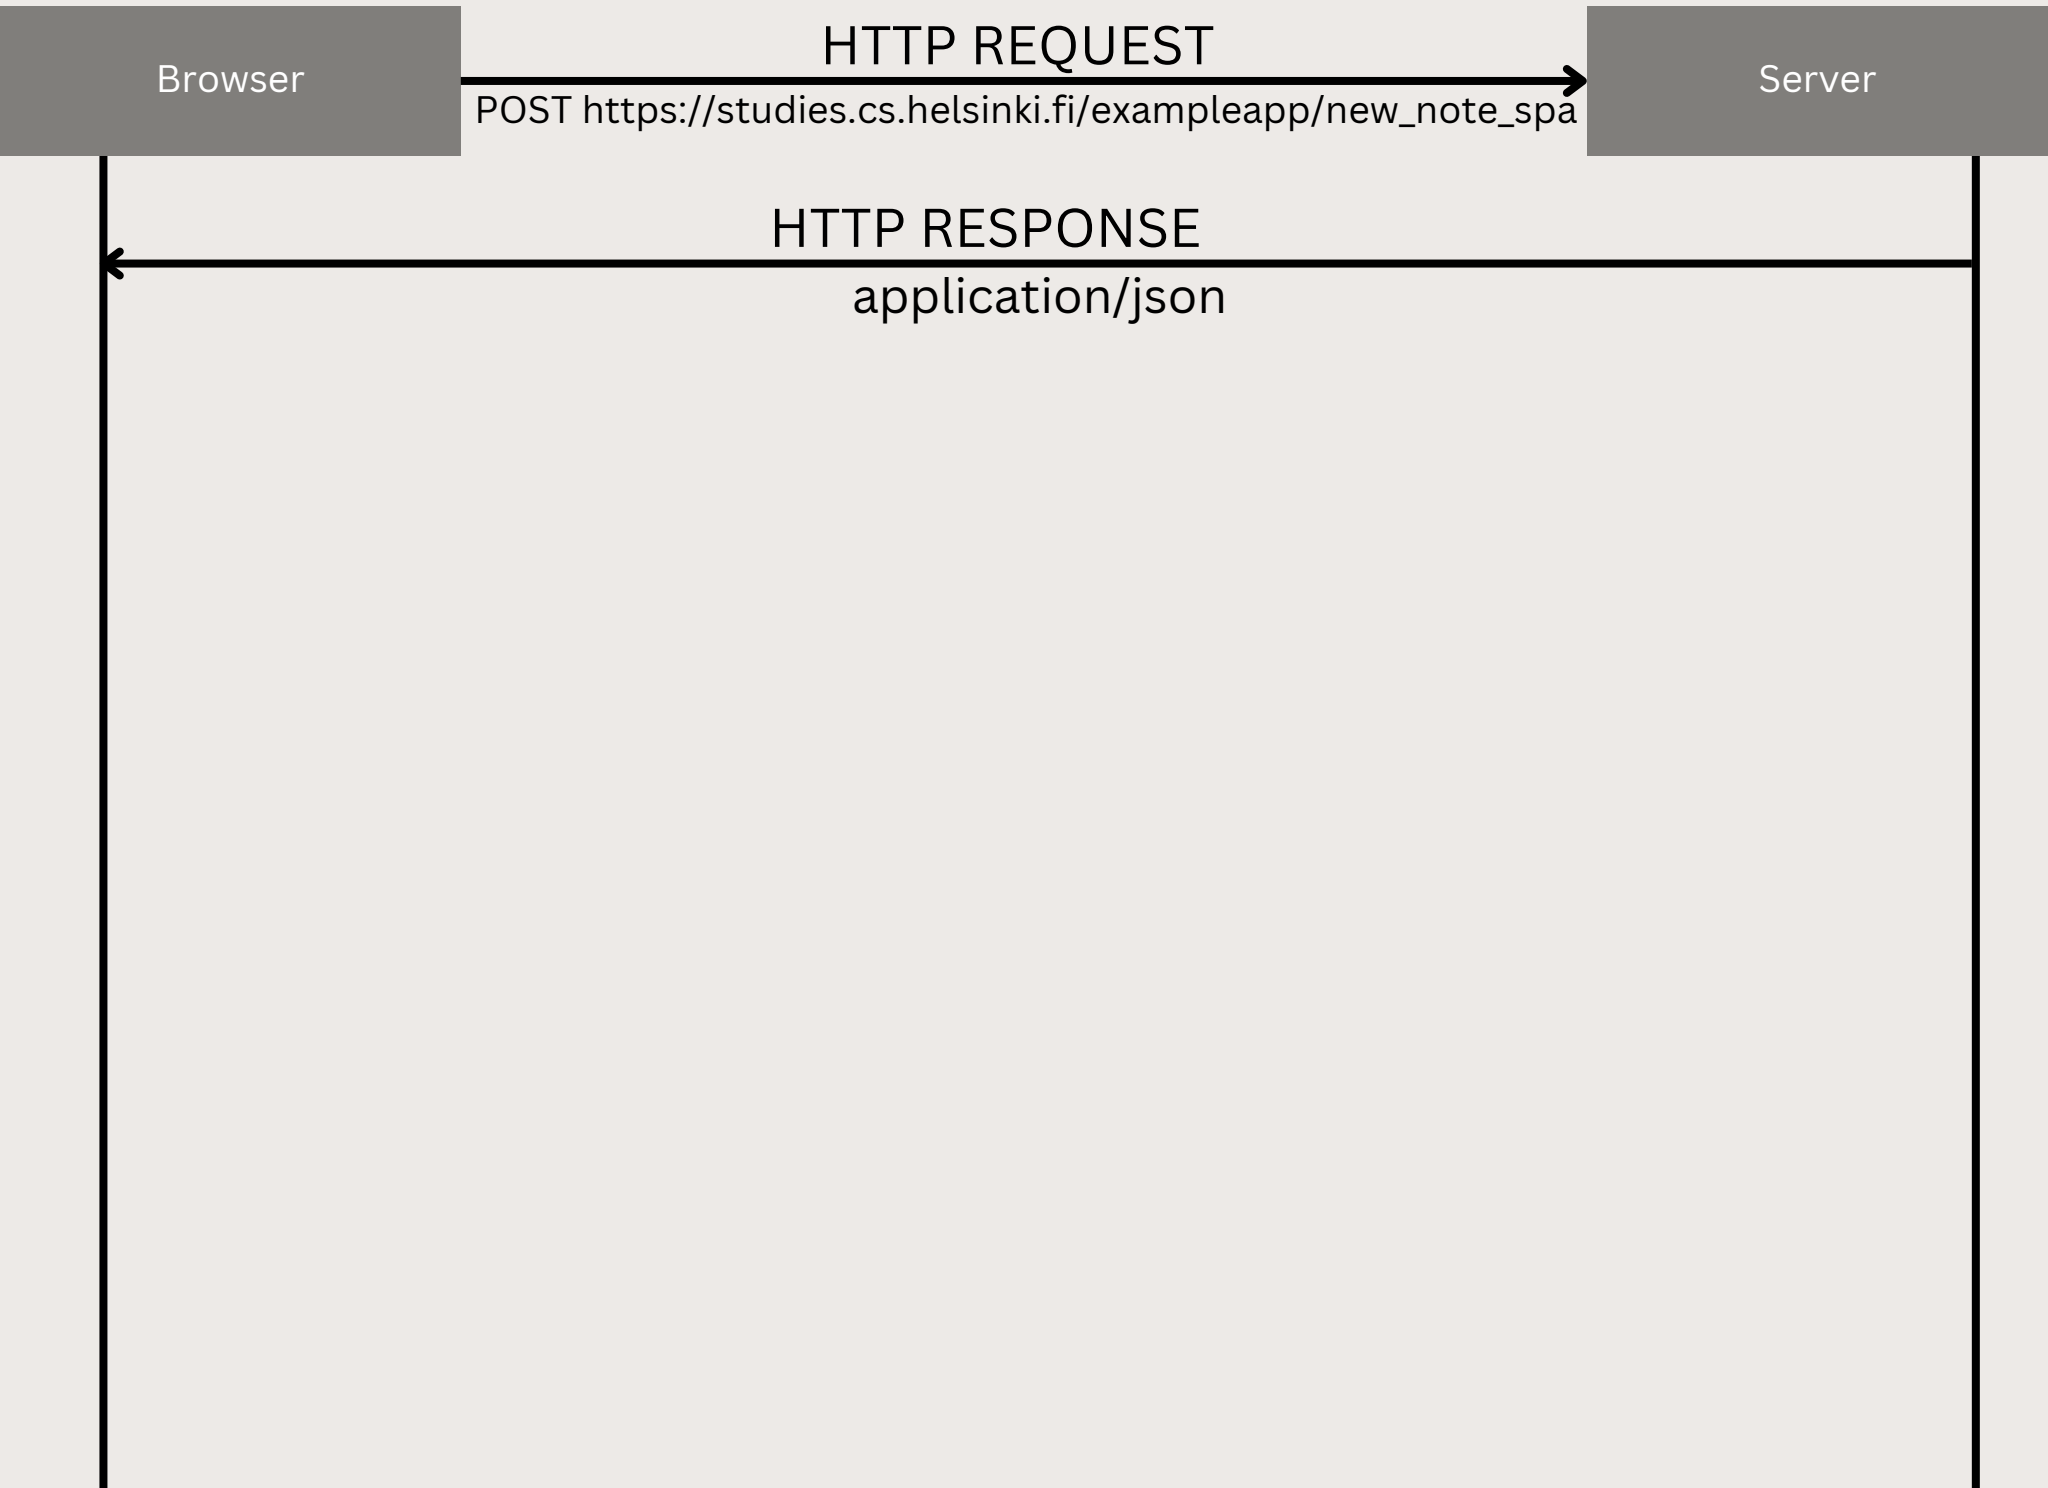 Browser
HTTP REQUEST
POST https://studies.cs.helsinki.fi/exampleapp/new_note_spa
Server
HTTP RESPONSE
application/json